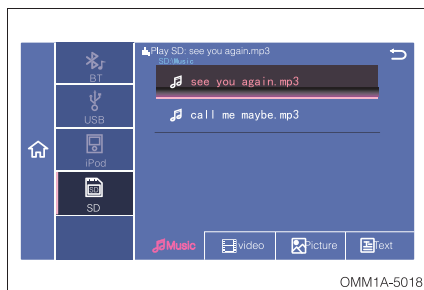 Play SD: see you again.mp3
SD:\Music
BT
see you again.mp3
USB
call me maybe.mp3
iPod
SD
SD
Music
video
Picture
Text
OMM1A-5018